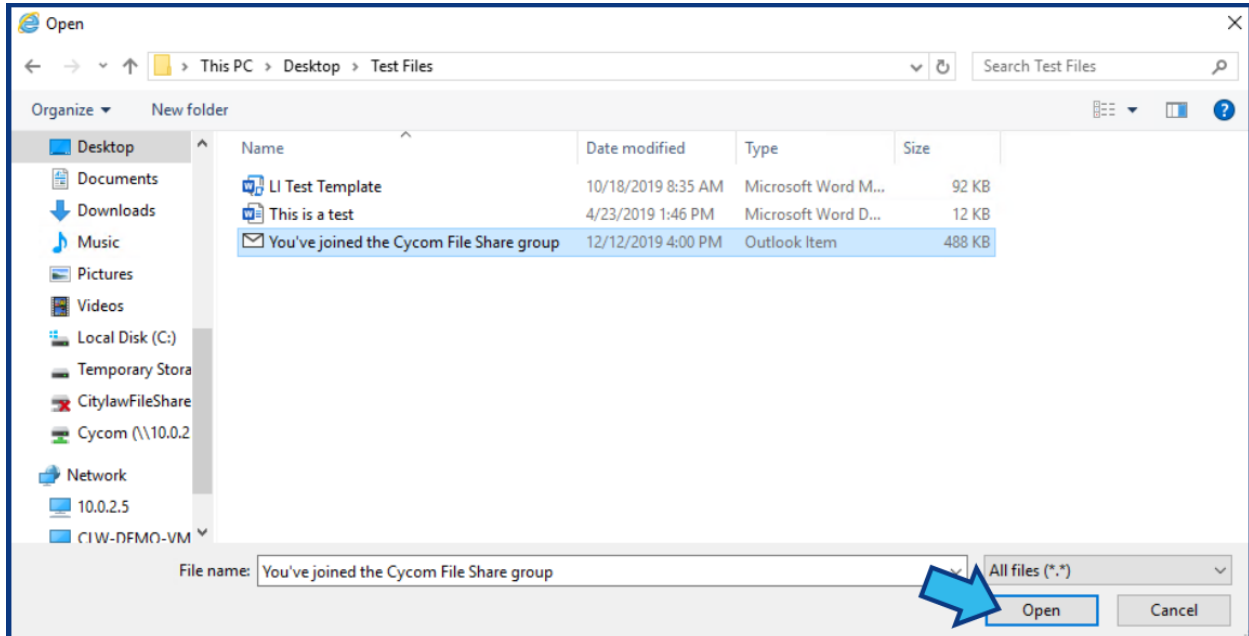 Open
This PC > Desktop > Test Files
Search Test Files
Organize
New folder
Name
Date modified
Type
Size
LI Test Template 10/18/2019 8:35 AM Microsoft Word M... 92 KB
This is a test 4/23/2019 1:46 PM Microsoft Word D... 12 KB
You've joined the Cycom File Share group 12/12/2019 4:00 PM Outlook Item 488 KB
Desktop
Documents
Downloads
Music
Pictures
Videos
Local Disk (C:)
Temporary Stora
CitylawFileShare
Cycom (\\10.0.2
Network
10.0.2.5
CLW-DEMO-VM
File name: You've joined the Cycom File Share group
All files (*.*)
Open
Cancel